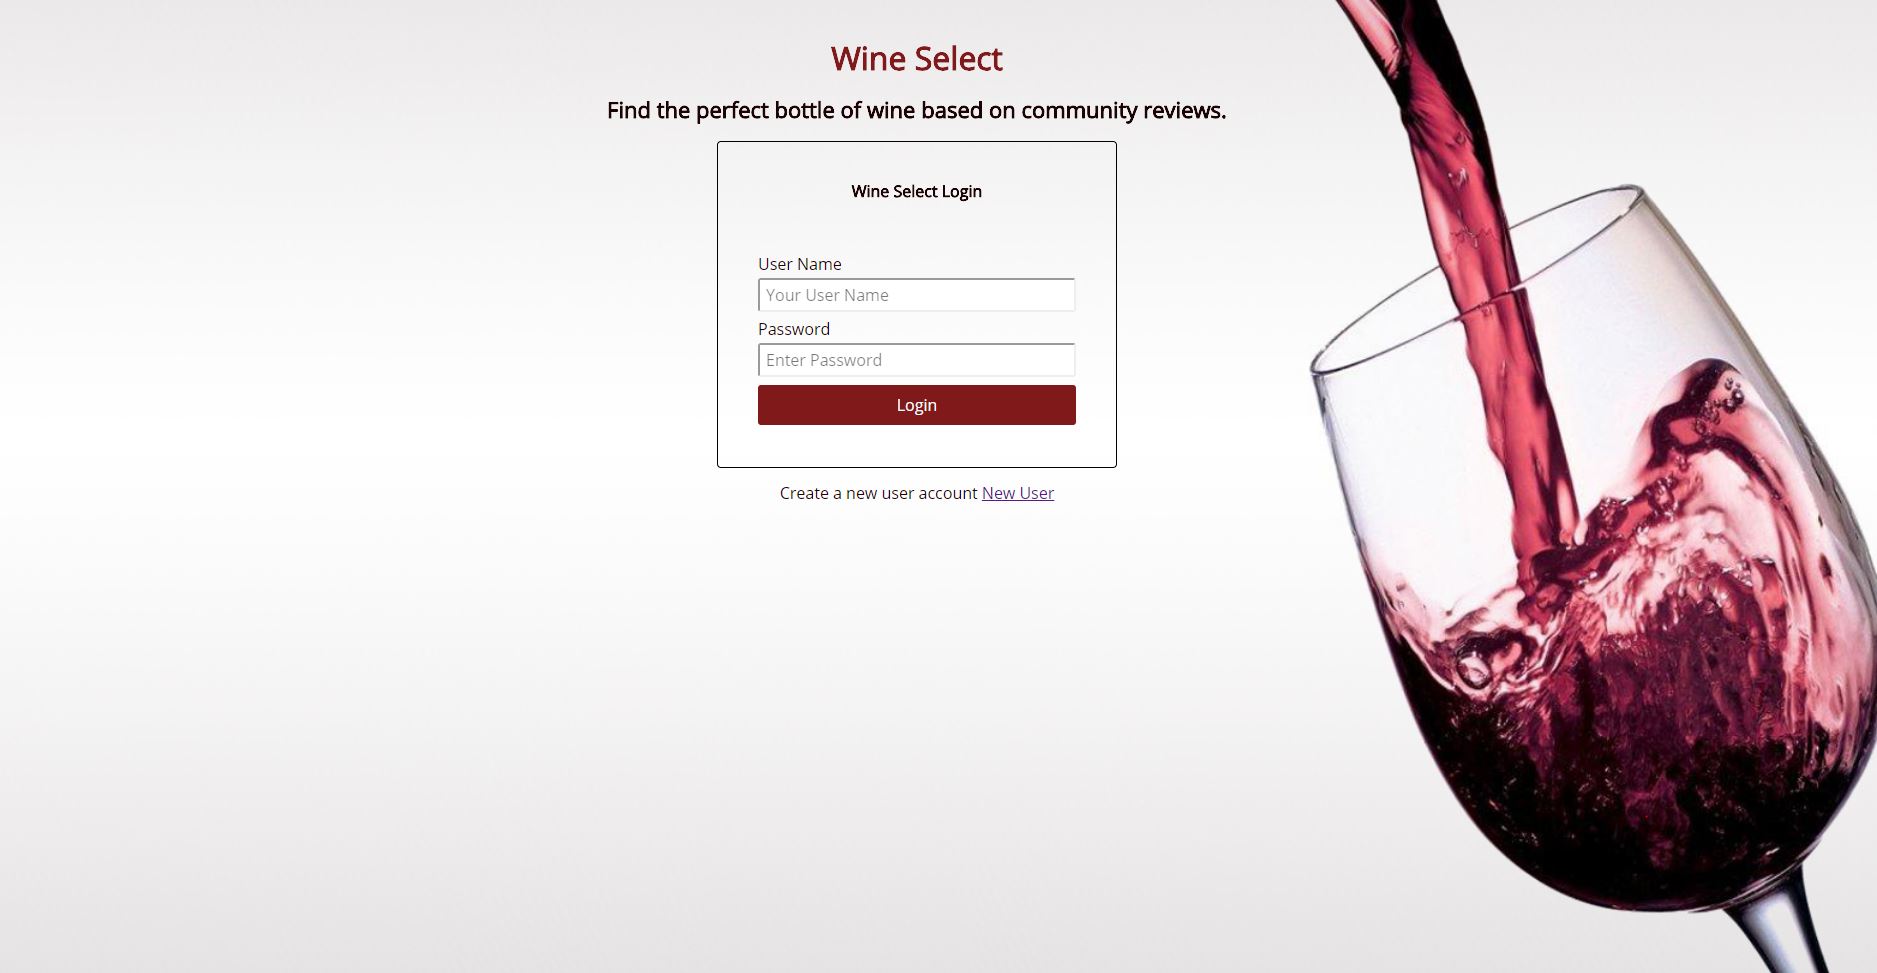 Wine Select
Find the perfect bottle of wine based on community reviews.
Wine Select Login
User Name
Your User Name
Password
Enter Password
Login
Create a new user account New User